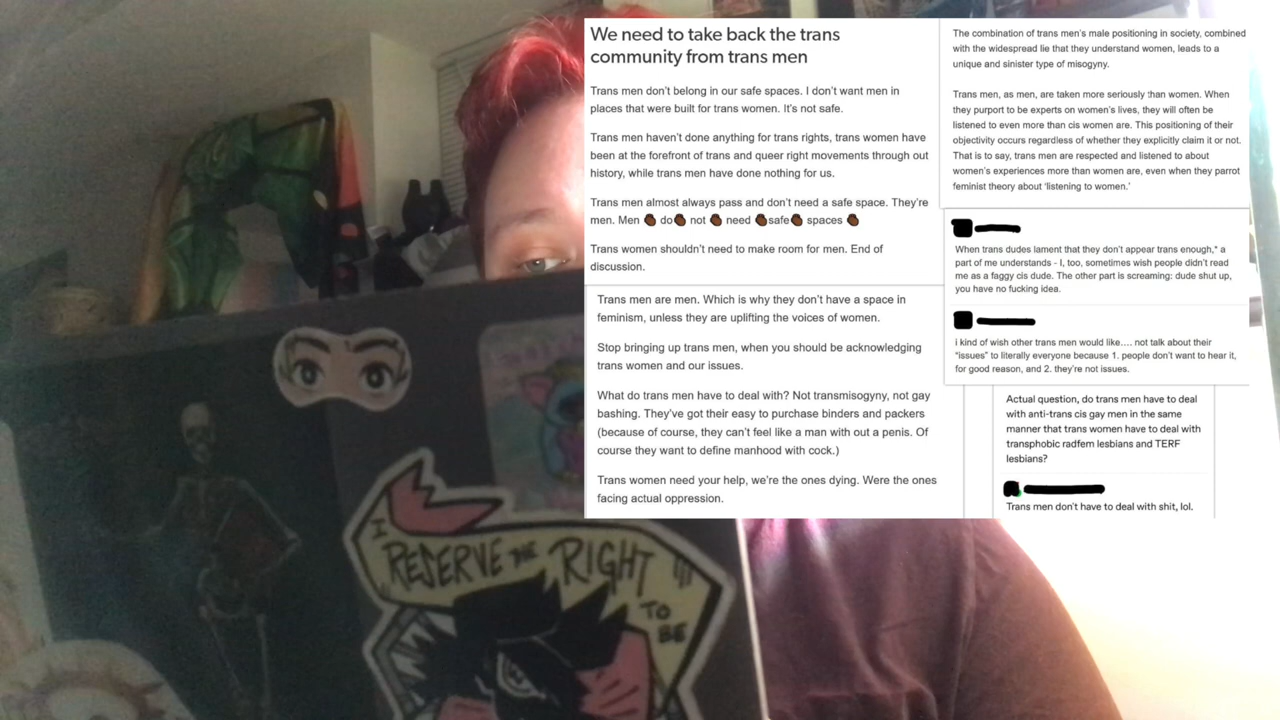 We need to take back the trans
community from trans men
Trans men don't belong in our safe spaces. I don't want men in
places that were built for trans women. It's not safe.
Trans men haven't done anything for trans rights, trans women have
been at the forefront of trans and queer right movements through out
history, while trans men have done nothing for us.
Trans men almost always pass and don't need a safe space. They're
men. Men 👏🏾 do👏🏾 not 👏🏾 need 👏🏾safe👏🏾 spaces 👏🏾
Trans women shouldn't need to make room for men. End of
discussion.
Trans men are men. Which is why they don't have a space in
feminism, unless they are uplifting the voices of women.
Stop bringing up trans men, when you should be acknowledging
trans women and our issues.
What do trans men have to deal with? Not transmisogyny, not gay
bashing. They've got their easy to purchase binders and packers
(because of course, they can't feel like a man with out a penis. Of
course they want to define manhood with cock.)
Trans women need your help, we're the ones dying. Were the ones
facing actual oppression.
The combination of trans men's male positioning in society, combined
with the widespread lie that they understand women, leads to a
unique and sinister type of misogyny.
Trans men, as men, are taken more seriously than women. When
they purport to be experts on women's lives, they will often be
listened to even more than cis women are. This positioning of their
objectivity occurs regardless of whether they explicitly claim it or not.
That is to say, trans men are respected and listened to about
women's experiences more than women are, even when they parrot
feminist theory about 'listening to women.'
When trans dudes lament that they don't appear trans enough,* a
part of me understands - I, too, sometimes wish people didn't read
me as a faggy cis dude. The other part is screaming: dude shut up,
you have no fucking idea.
i kind of wish other trans men would like.... not talk about their
"issues" to literally everyone because 1. people don't want to hear it,
for good reason, and 2. they're not issues.
Actual question, do trans men have to deal
with anti-trans cis gay men in the same
manner that trans women have to deal with
transphobic radfem lesbians and TERF
lesbians?
Trans men don't have to deal with shit, lol.
I
RESERVE THE RIGHT
TO
BE